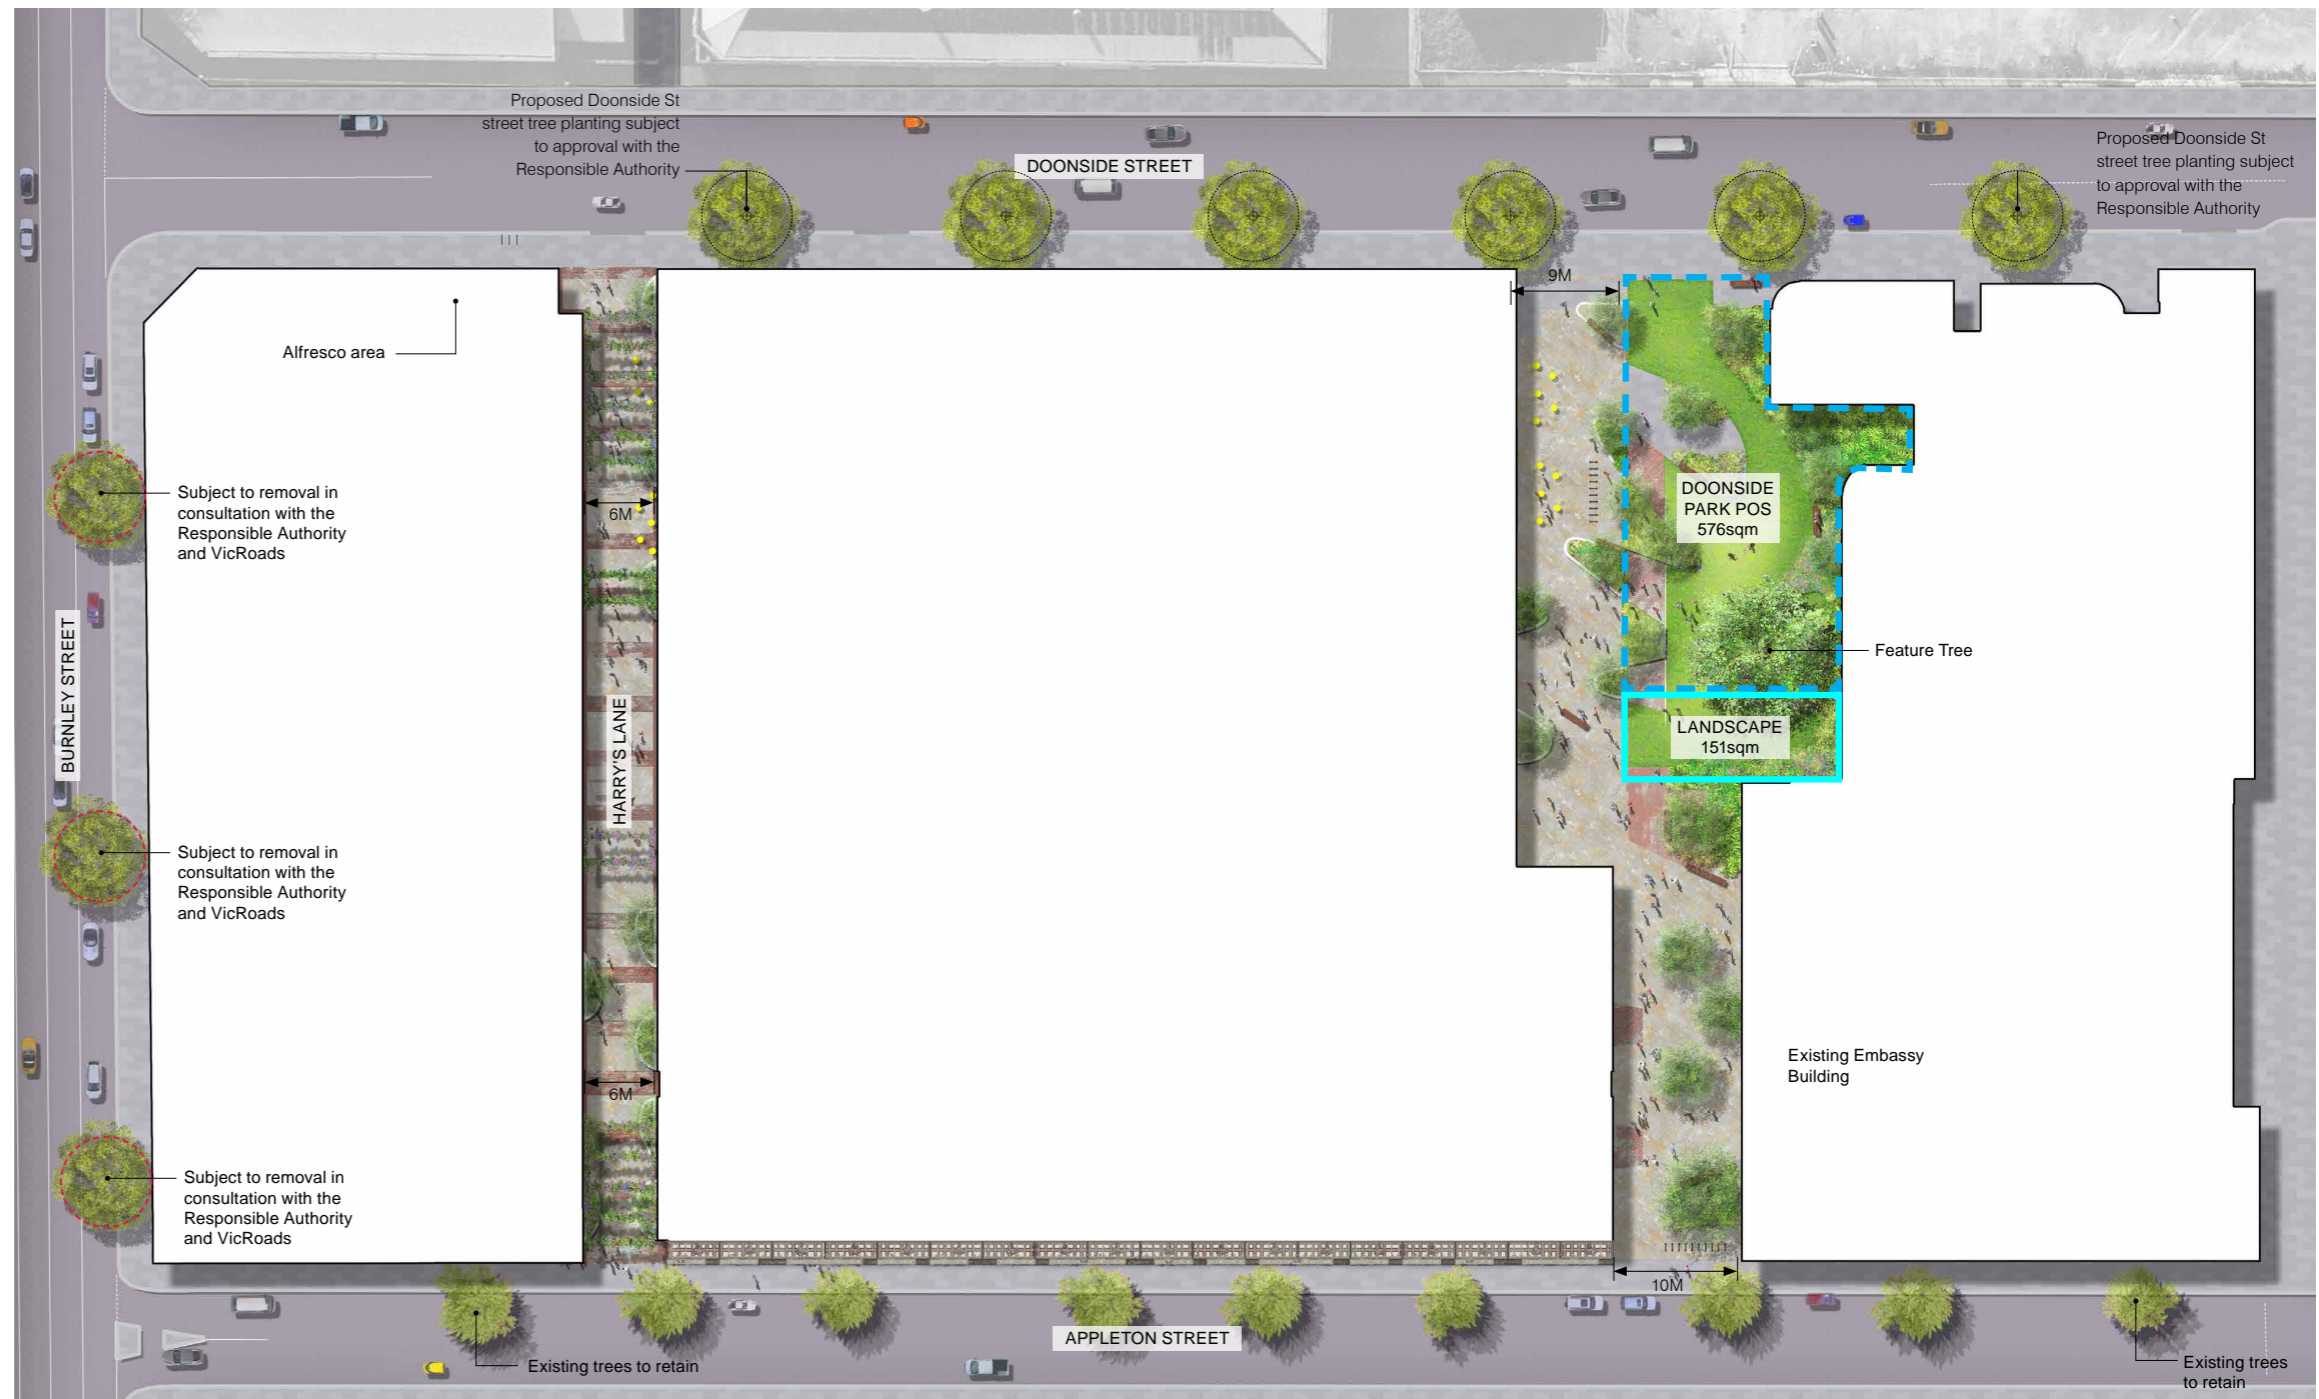 Proposed Doonside St
street tree planting subject
to approval with the
Responsible Authority
DOONSIDE STREET
Proposed Doonside St
street tree planting subject
to approval with the
Responsible Authority
9M
Alfresco area
Subject to removal in
consultation with the
Responsible Authority
and VicRoads
6M
DOONSIDE
PARK POS
576sqm
BURNLEY STREET
HARRY'S LANE
Feature Tree
LANDSCAPE
151sqm
Subject to removal in
consultation with the
Responsible Authority
and VicRoads
Existing Embassy
Building
6M
Subject to removal in
consultation with the
Responsible Authority
and VicRoads
10M
APPLETON STREET
Existing trees to retain
Existing trees
to retain